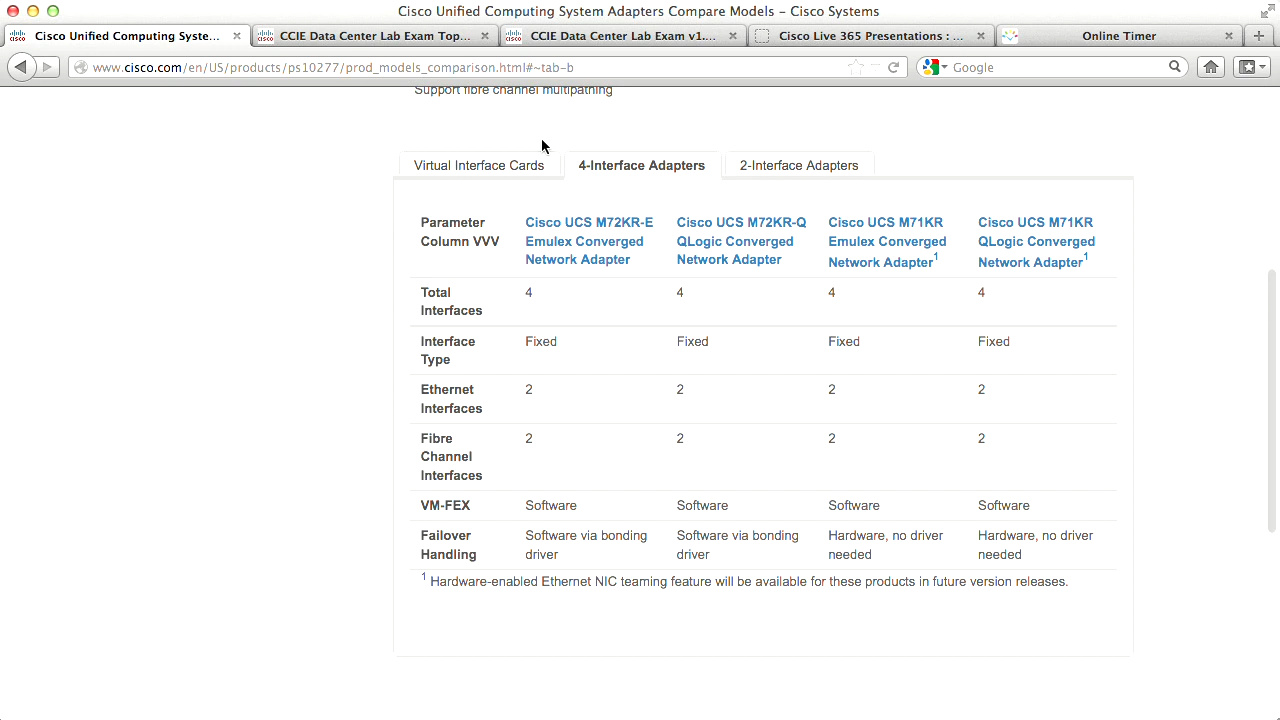 Cisco Unified Computing System Adapters Compare Models – Cisco Systems
Cisco Unified Computing Syste...
CCIE Data Center Lab Exam Top...
CCIE Data Center Lab Exam v1....
Cisco Live 365 Presentations : ...
Online Timer
www.cisco.com/en/US/products/ps10277/prod_models_comparison.html#~tab-b
Google
Support fibre channel multipathing
Virtual Interface Cards
4-Interface Adapters
2-Interface Adapters
Parameter
Column VVV
Cisco UCS M72KR-E
Emulex Converged
Network Adapter
Cisco UCS M72KR-Q
QLogic Converged
Network Adapter
Cisco UCS M71KR
Emulex Converged
Network Adapter1
Cisco UCS M71KR
QLogic Converged
Network Adapter1
Total
Interfaces
4
4
4
4
Interface
Type
Fixed
Fixed
Fixed
Fixed
Ethernet
Interfaces
2
2
2
2
Fibre
Channel
Interfaces
2
2
2
2
VM-FEX
Software
Software
Software
Software
Failover
Handling
Software via bonding
driver
Software via bonding
driver
Hardware, no driver
needed
Hardware, no driver
needed
1 Hardware-enabled Ethernet NIC teaming feature will be available for these products in future version releases.